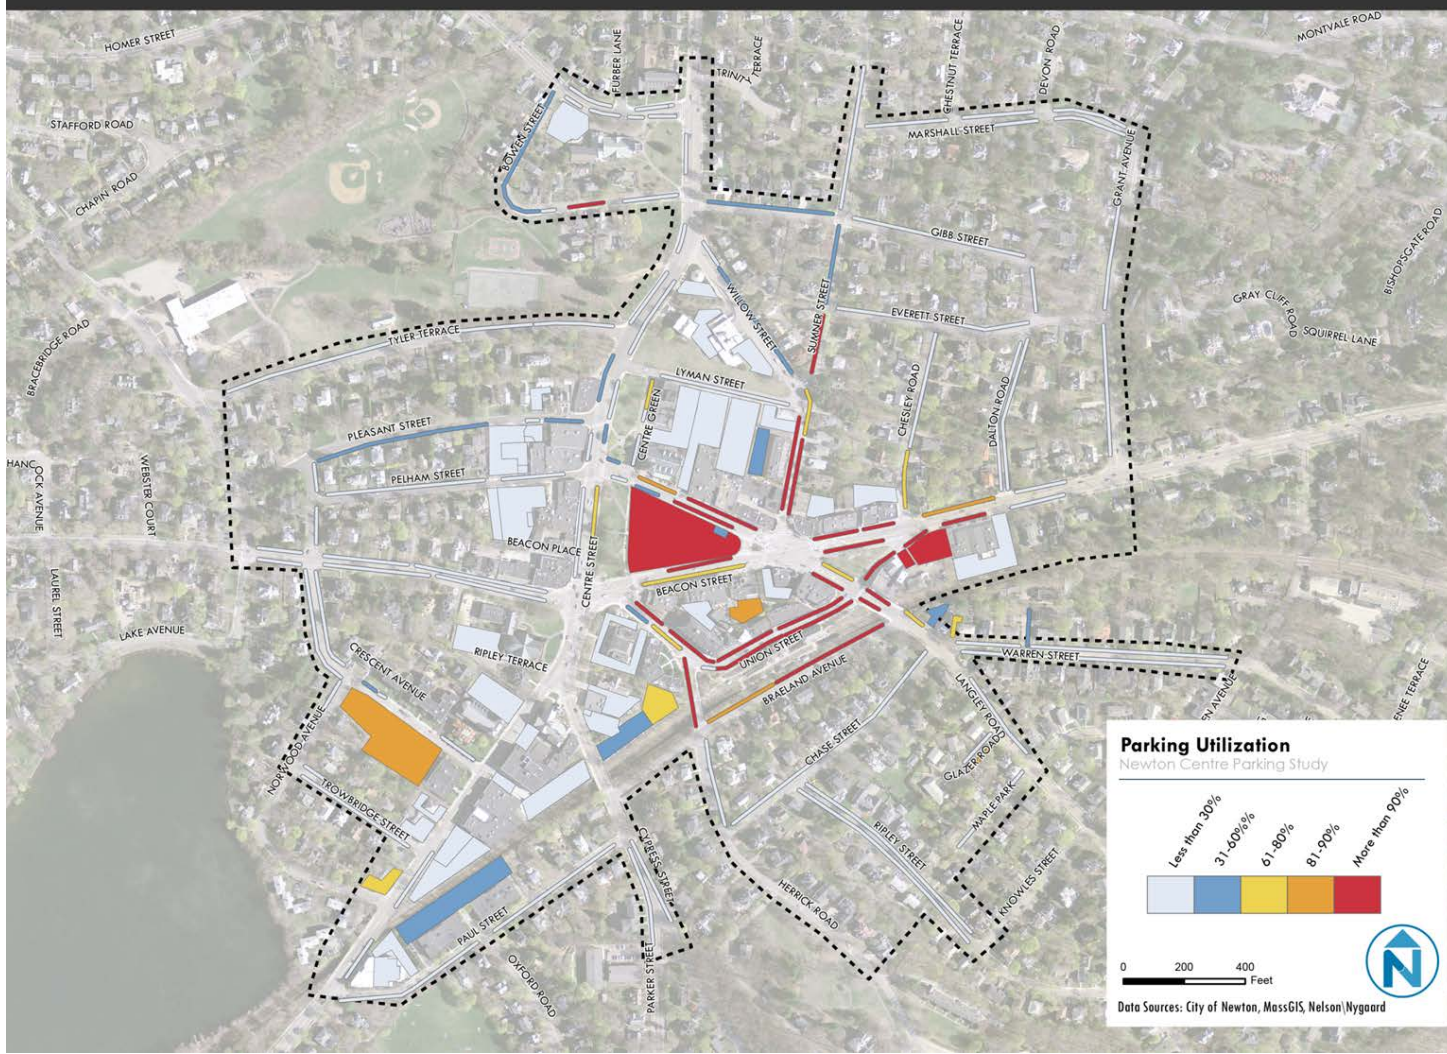 HOMER STREET
FURBER LANE
TRINITY TERRACE
CHESTNUT TERRACE
DEVON ROAD
MONTVALE ROAD
STAFFORD ROAD
BOWEN STREET
MARSHALL STREET
GRANT AVENUE
CHAPIN ROAD
GIBB STREET
BISHOPSGATE ROAD
WILLOW STREET
SUMNER STREET
EVERETT STREET
GRAY CLIFF ROAD
SQUIRREL LANE
BRACEBRIDGE ROAD
TYLER TERRACE
LYMAN STREET
CHESLEY ROAD
DALTON ROAD
PLEASANT STREET
CENTRE GREEN
HANCOCK AVENUE
WEBSTER COURT
PELHAM STREET
BEACON PLACE
CENTRE STREET
BEACON STREET
LAUREL STREET
LAKE AVENUE
CRESCENT AVENUE
RIPLEY TERRACE
UNION STREET
BRAELAND AVENUE
WARREN STREET
LANGLEY ROAD
EN AVENUE
ENEE TERRACE
NORWOOD AVENUE
CHASE STREET
GLAZER ROAD
TROWBRIDGE STREET
MAPLE PARK
RIPLEY STREET
CYPRESS STREET
KNOWLES STREET
HERRICK ROAD
PAUL STREET
OXFORD ROAD
PARKER STREET
Parking Utilization
Newton Centre Parking Study
Less than 30%
31-60%%
61-80%
81-90%
More than 90%
N
0 200 400
Feet
Data Sources: City of Newton, MassGIS, Nelson\Nygaard